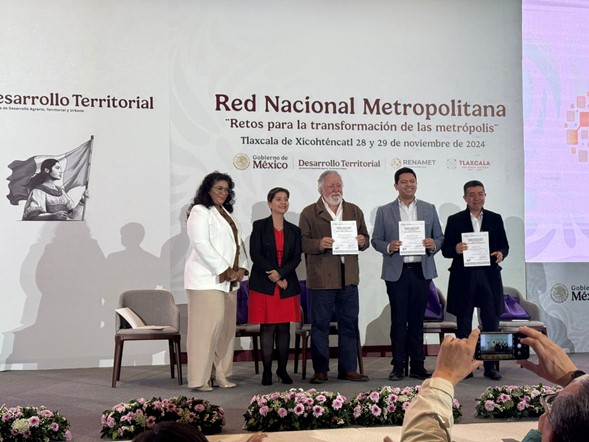 Desarrollo Territorial
Red Nacional Metropolitana
¨Retos para la transformación de las metrópolis¨
Tlaxcala de Xicohténcatl 28 y 29 de noviembre de 2024
Gobierno de
México
Desarrollo Territorial
RENAMET
TLAXCALA
Gobierno de
México